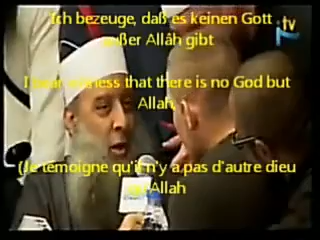 Ich bezeuge, daß es keinen Gott
außer Allâh gibt
I bear witness that there is no God but
Allah,
(Je témoigne qu'il n'y a pas d'autre dieu
Allah
tv